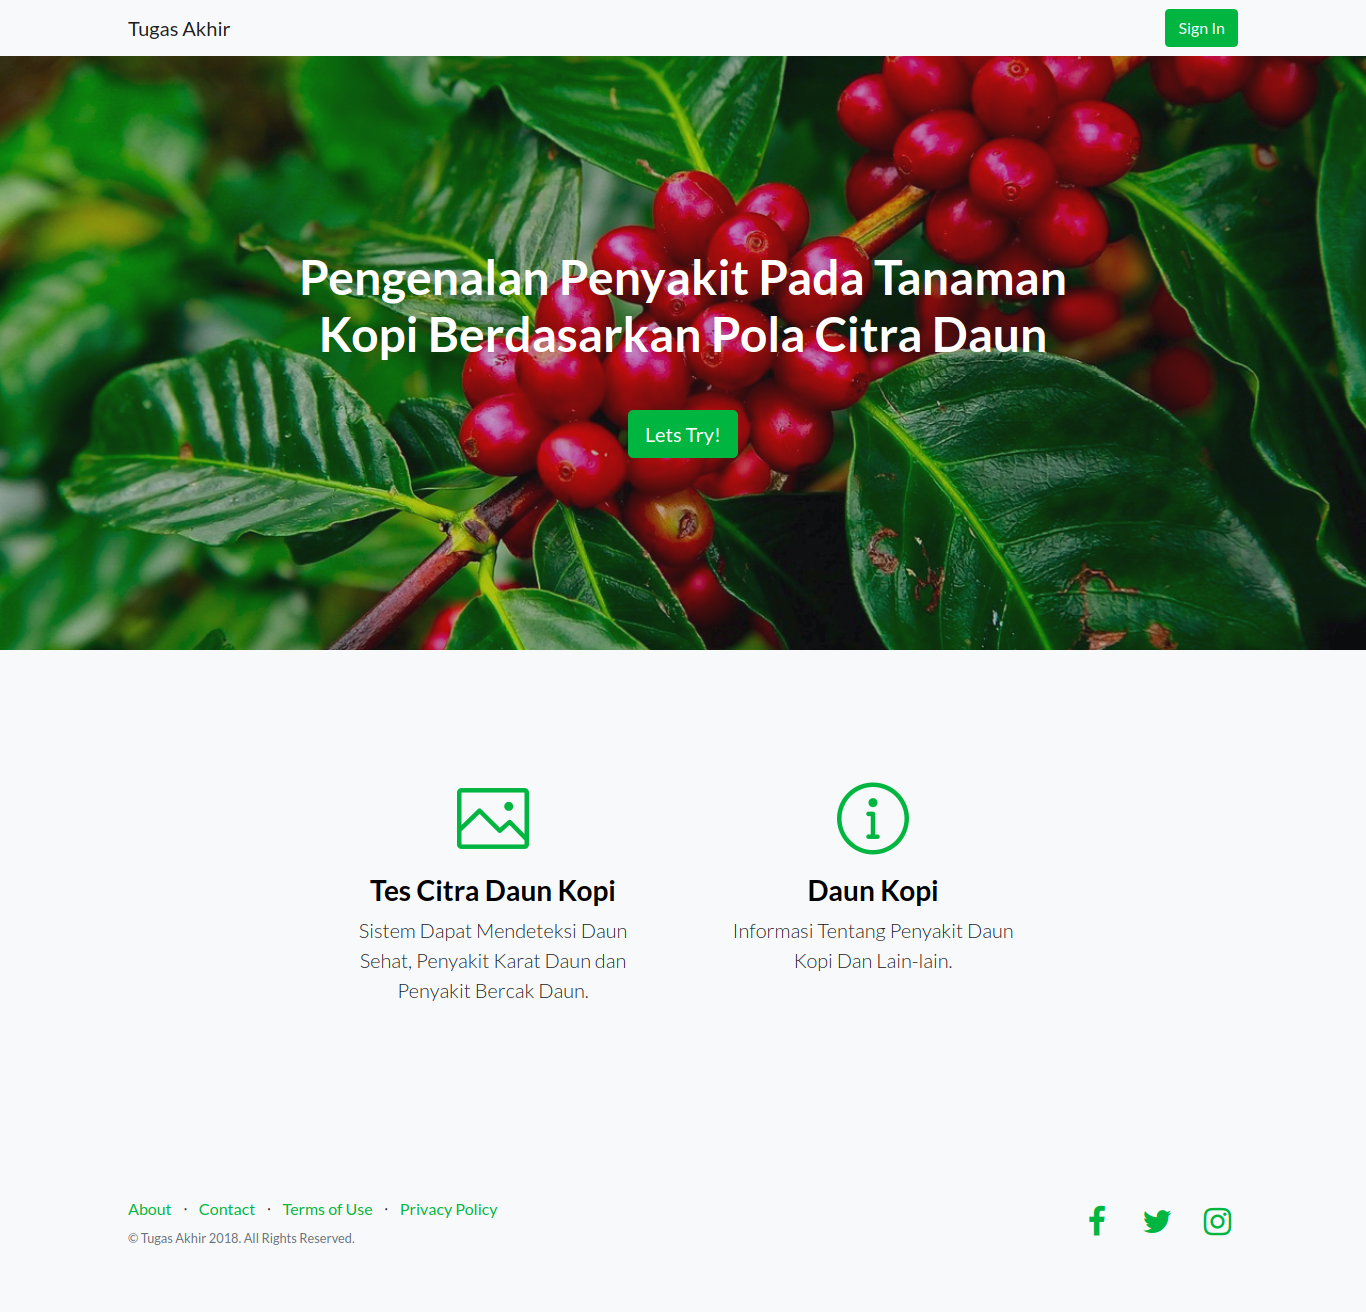 Tugas Akhir
Sign In
Pengenalan Penyakit Pada Tanaman
Kopi Berdasarkan Pola Citra Daun
Lets Try!
Tes Citra Daun Kopi
Sistem Dapat Mendeteksi Daun
Sehat, Penyakit Karat Daun dan
Penyakit Bercak Daun.
Daun Kopi
Informasi Tentang Penyakit Daun
Kopi Dan Lain-lain.
About · Contact · Terms of Use · Privacy Policy
© Tugas Akhir 2018. All Rights Reserved.